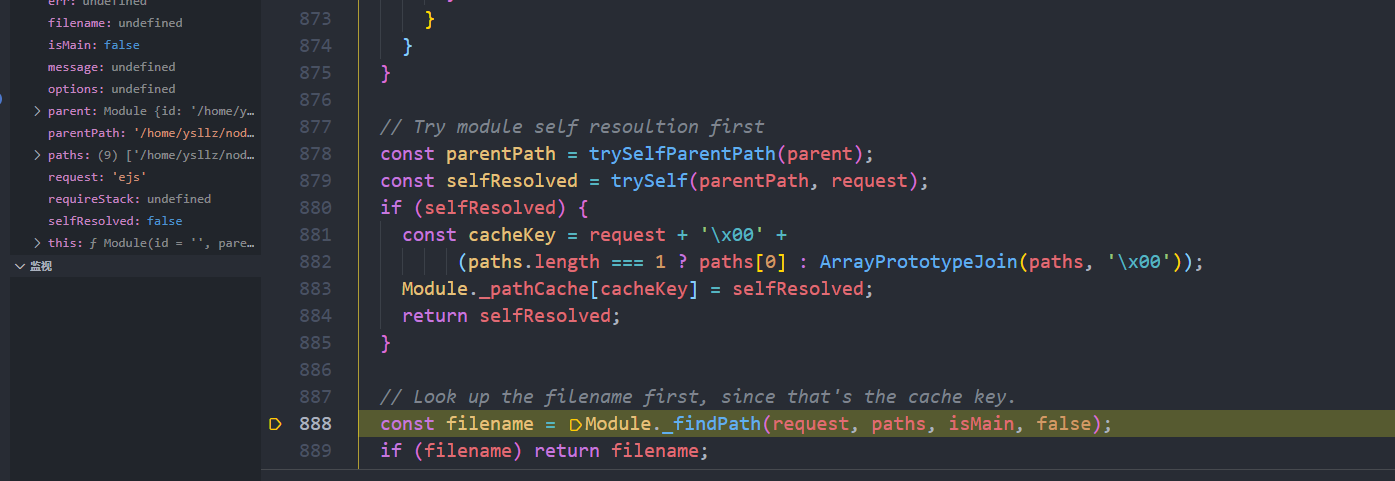 err: undefined
filename: undefined
isMain: false
message: undefined
options: undefined
parent: Module {id: '/home/y…
parentPath: '/home/ysllz/nod…
paths: (9) ['/home/ysllz/nod…
request: 'ejs'
requireStack: undefined
selfResolved: false
this: ƒ Module(id = '', pare…
监视
873 }
874 }
875 }
876
877 // Try module self resoultion first
878 const parentPath = trySelfParentPath(parent);
879 const selfResolved = trySelf(parentPath, request);
880 if (selfResolved) {
881 const cacheKey = request + '\x00' +
882 (paths.length === 1 ? paths[0] : ArrayPrototypeJoin(paths, '\x00'));
883 Module._pathCache[cacheKey] = selfResolved;
884 return selfResolved;
885 }
886
887 // Look up the filename first, since that's the cache key.
888 const filename = Module._findPath(request, paths, isMain, false);
889 if (filename) return filename;